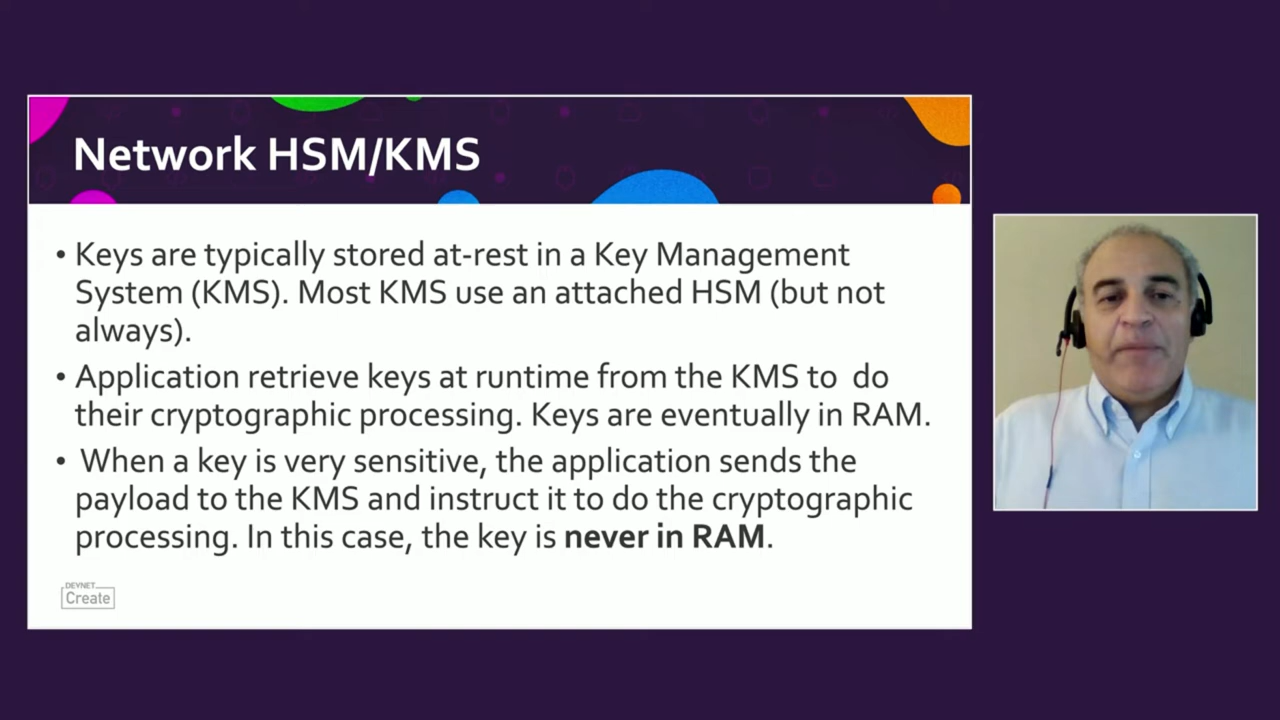 Network HSM/KMS
• Keys are typically stored at-rest in a Key Management
System (KMS). Most KMS use an attached HSM (but not
always).
• Application retrieve keys at runtime from the KMS to do
their cryptographic processing. Keys are eventually in RAM.
• When a key is very sensitive, the application sends the
payload to the KMS and instruct it to do the cryptographic
processing. In this case, the key is never in RAM.
DEVNET
Create